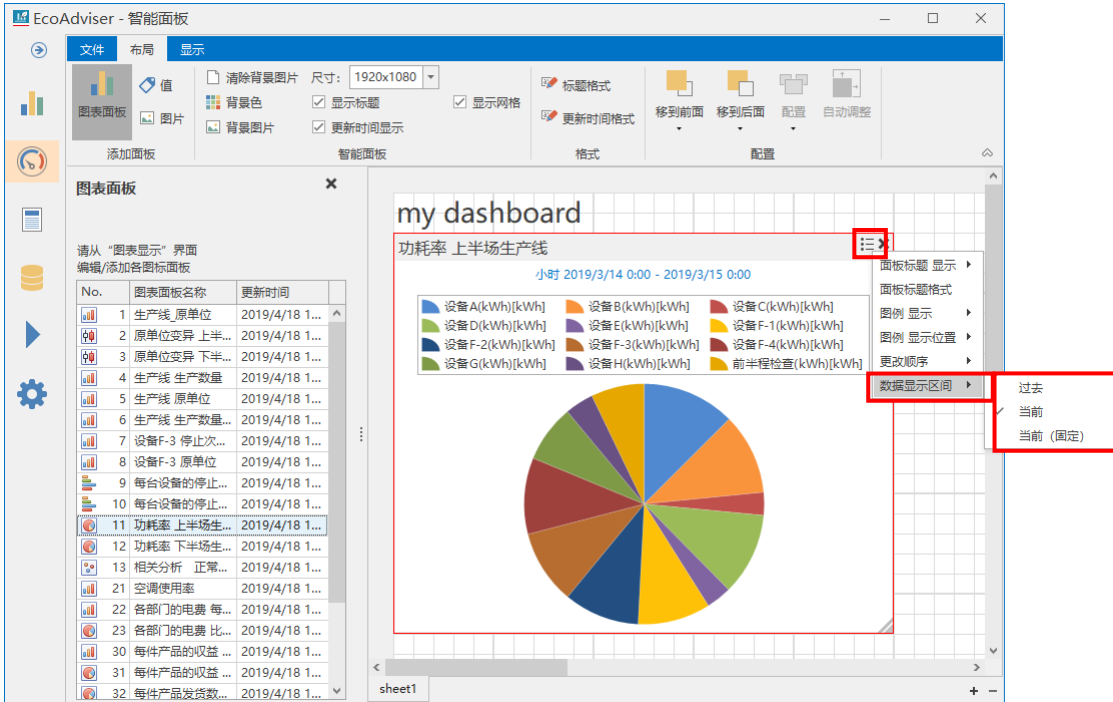 EcoAdviser - 智能面板
文件 布局 显示
图表面板
值
图片
添加面板
清除背景图片 尺寸: 1920x1080
背景色 显示标题 显示网格
背景图片 更新时间显示
智能面板
标题格式
更新时间格式
格式
移到前面 移到后面 配置 自动调整
配置
图表面板
请从“图表显示”界面
编辑/添加各图标面板
No. 图表面板名称 更新时间
1 生产线_原单位 2019/4/18 1...
2 原单位变异 上半... 2019/4/18 1...
3 原单位变异 下半... 2019/4/18 1...
4 生产线 生产数量 2019/4/18 1...
5 生产线 原单位 2019/4/18 1...
6 生产线 生产数量... 2019/4/18 1...
7 设备F-3 停止次... 2019/4/18 1...
8 设备F-3 原单位 2019/4/18 1...
9 每台设备的停止... 2019/4/18 1...
10 每台设备的停止... 2019/4/18 1...
11 功耗率 上半场生... 2019/4/18 1...
12 功耗率 下半场生... 2019/4/18 1...
13 相关分析 正常... 2019/4/18 1...
21 空调使用率 2019/4/18 1...
22 各部门的电费 每... 2019/4/18 1...
23 各部门的电费 比... 2019/4/18 1...
30 每件产品的收益 ... 2019/4/18 1...
31 每件产品的收益 ... 2019/4/18 1...
32 每件产品发货数... 2019/4/18 1...
my dashboard
功耗率 上半场生产线
小时 2019/3/14 0:00 - 2019/3/15 0:00
设备A(kWh)[kWh] 设备B(kWh)[kWh] 设备C(kWh)[kWh]
设备D(kWh)[kWh] 设备E(kWh)[kWh] 设备F-1(kWh)[kWh]
设备F-2(kWh)[kWh] 设备F-3(kWh)[kWh] 设备F-4(kWh)[kWh]
设备G(kWh)[kWh] 设备H(kWh)[kWh] 前半程检查(kWh)[kWh]
面板标题 显示
面板标题格式
图例 显示
图例 显示位置
更改顺序
数据显示区间
过去
当前
当前（固定）
sheet1